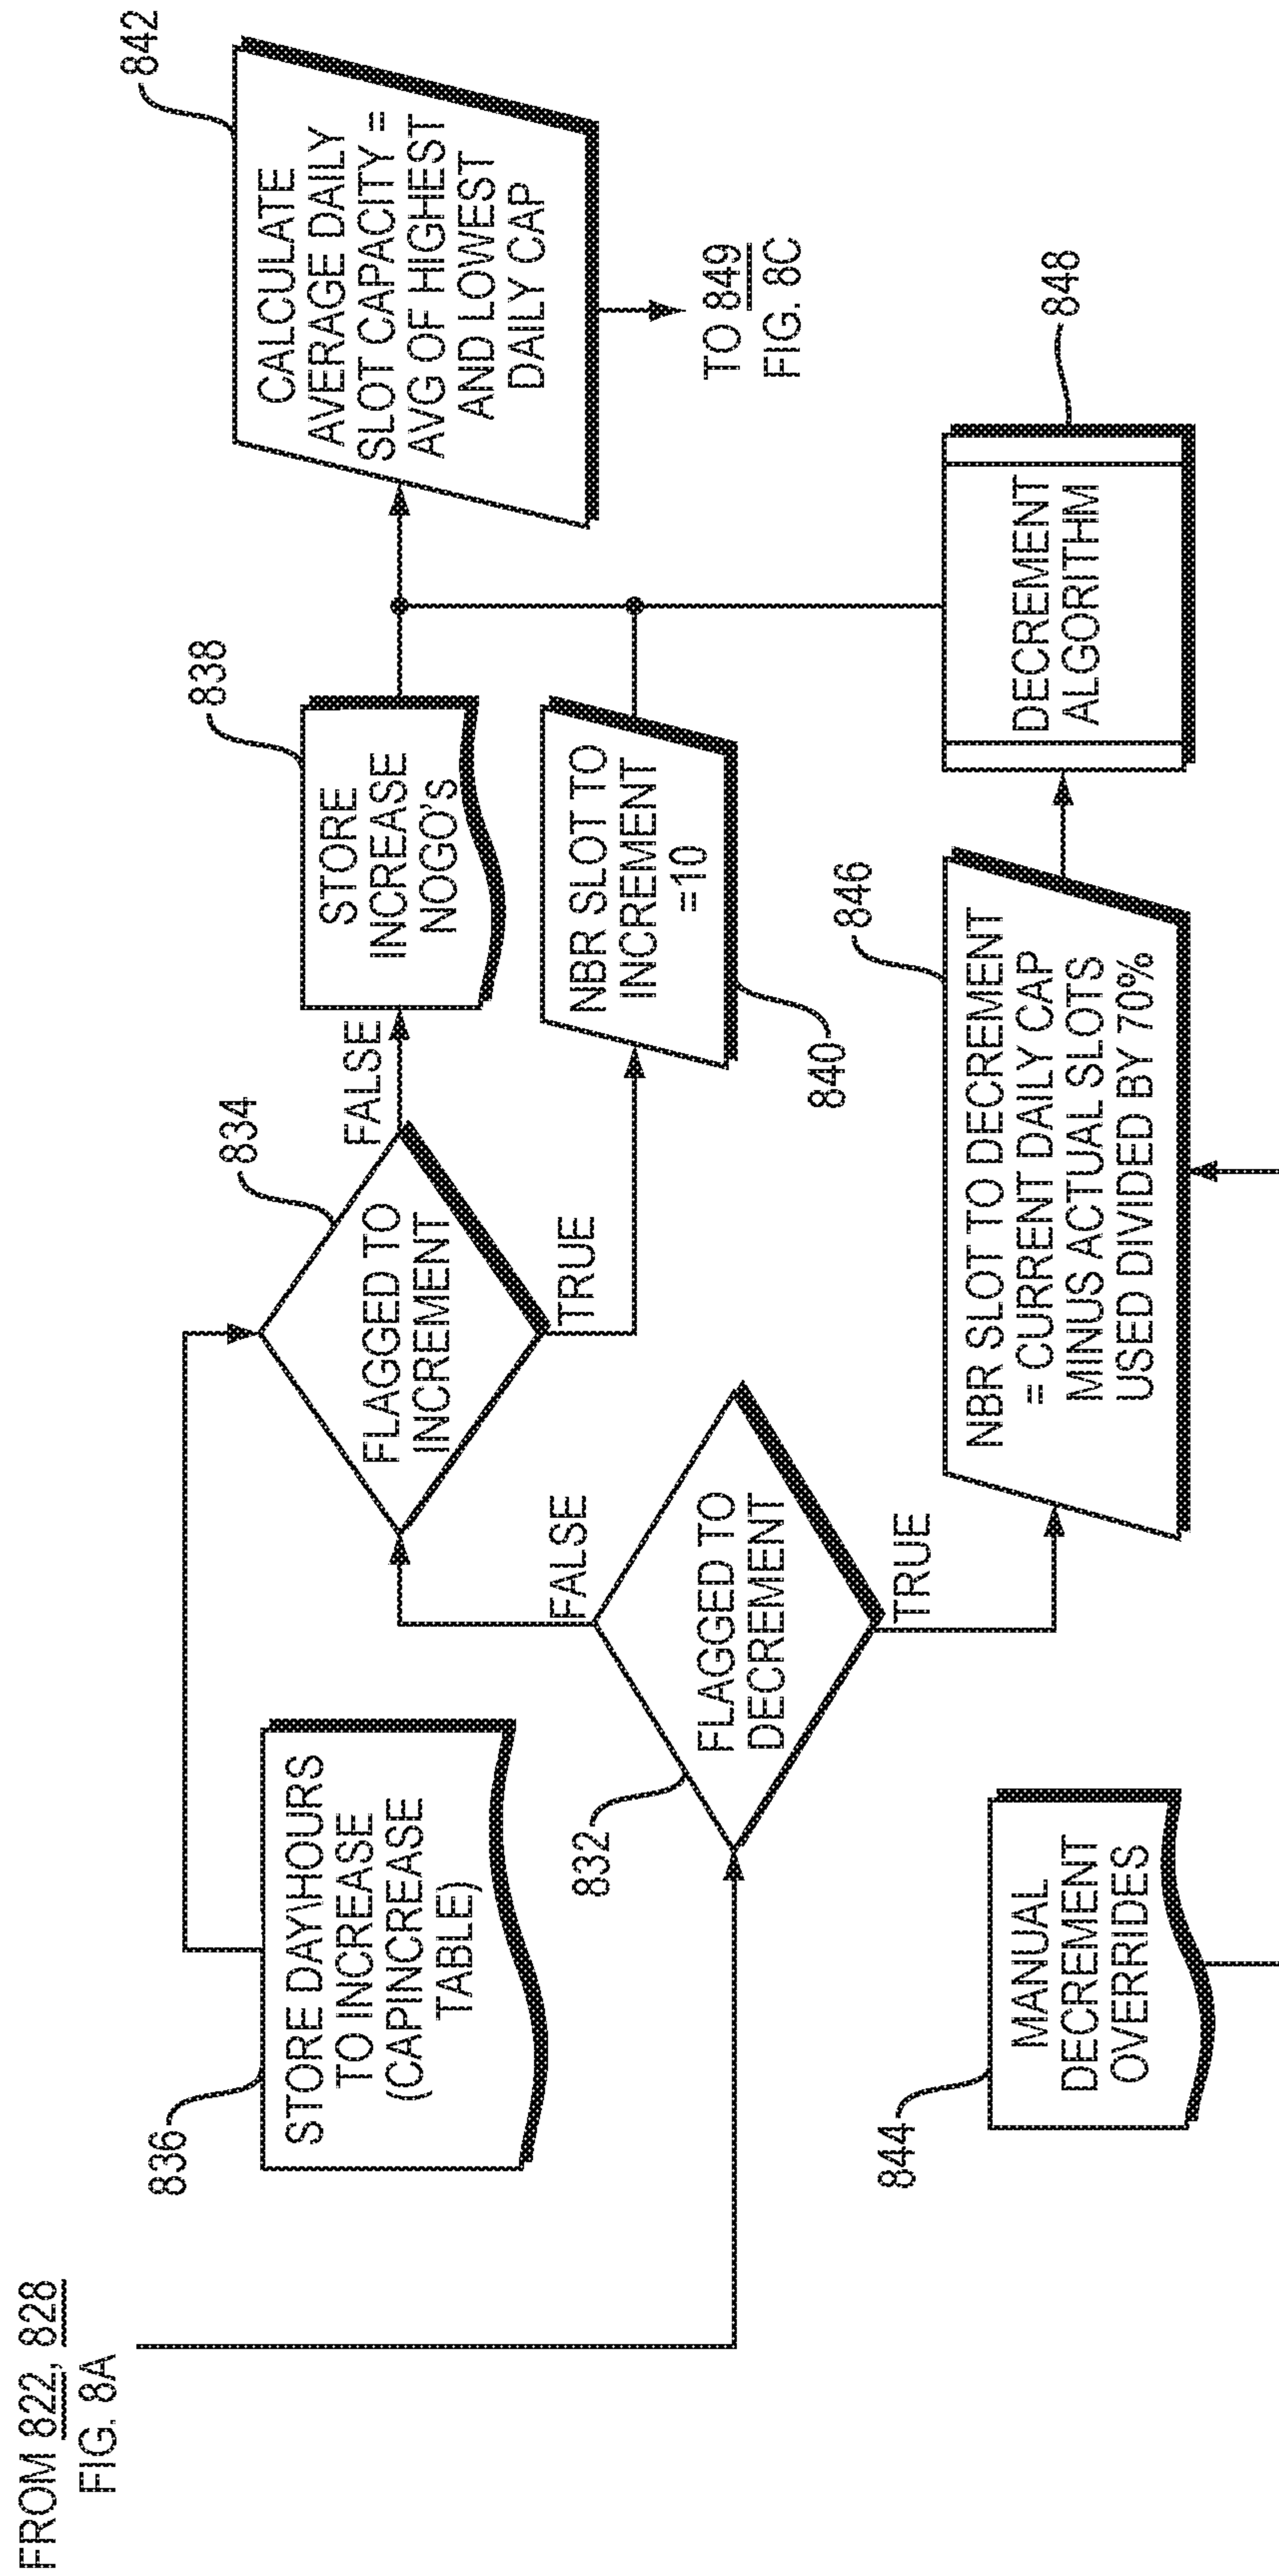 FROM 822, 828
FIG. 8A
836
STORE DAY\HOURS
TO INCREASE
(CAPINCREASE
TABLE)
834
FLAGGED TO
INCREMENT
FALSE
TRUE
838
STORE
INCREASE
NOGO's
842
CALCULATE
AVERAGE DAILY
SLOT CAPACITY =
AVG OF HIGHEST
AND LOWEST
DAILY CAP
TO 849
FIG. 8C
NBR SLOT TO
INCREMENT
=10
840
832
FLAGGED TO
DECREMENT
FALSE
TRUE
844
MANUAL
DECREMENT
OVERRIDES
846
NBR SLOT TO DECREMENT
= CURRENT DAILY CAP
MINUS ACTUAL SLOTS
USED DIVIDED BY 70%
848
DECREMENT
ALGORITHM